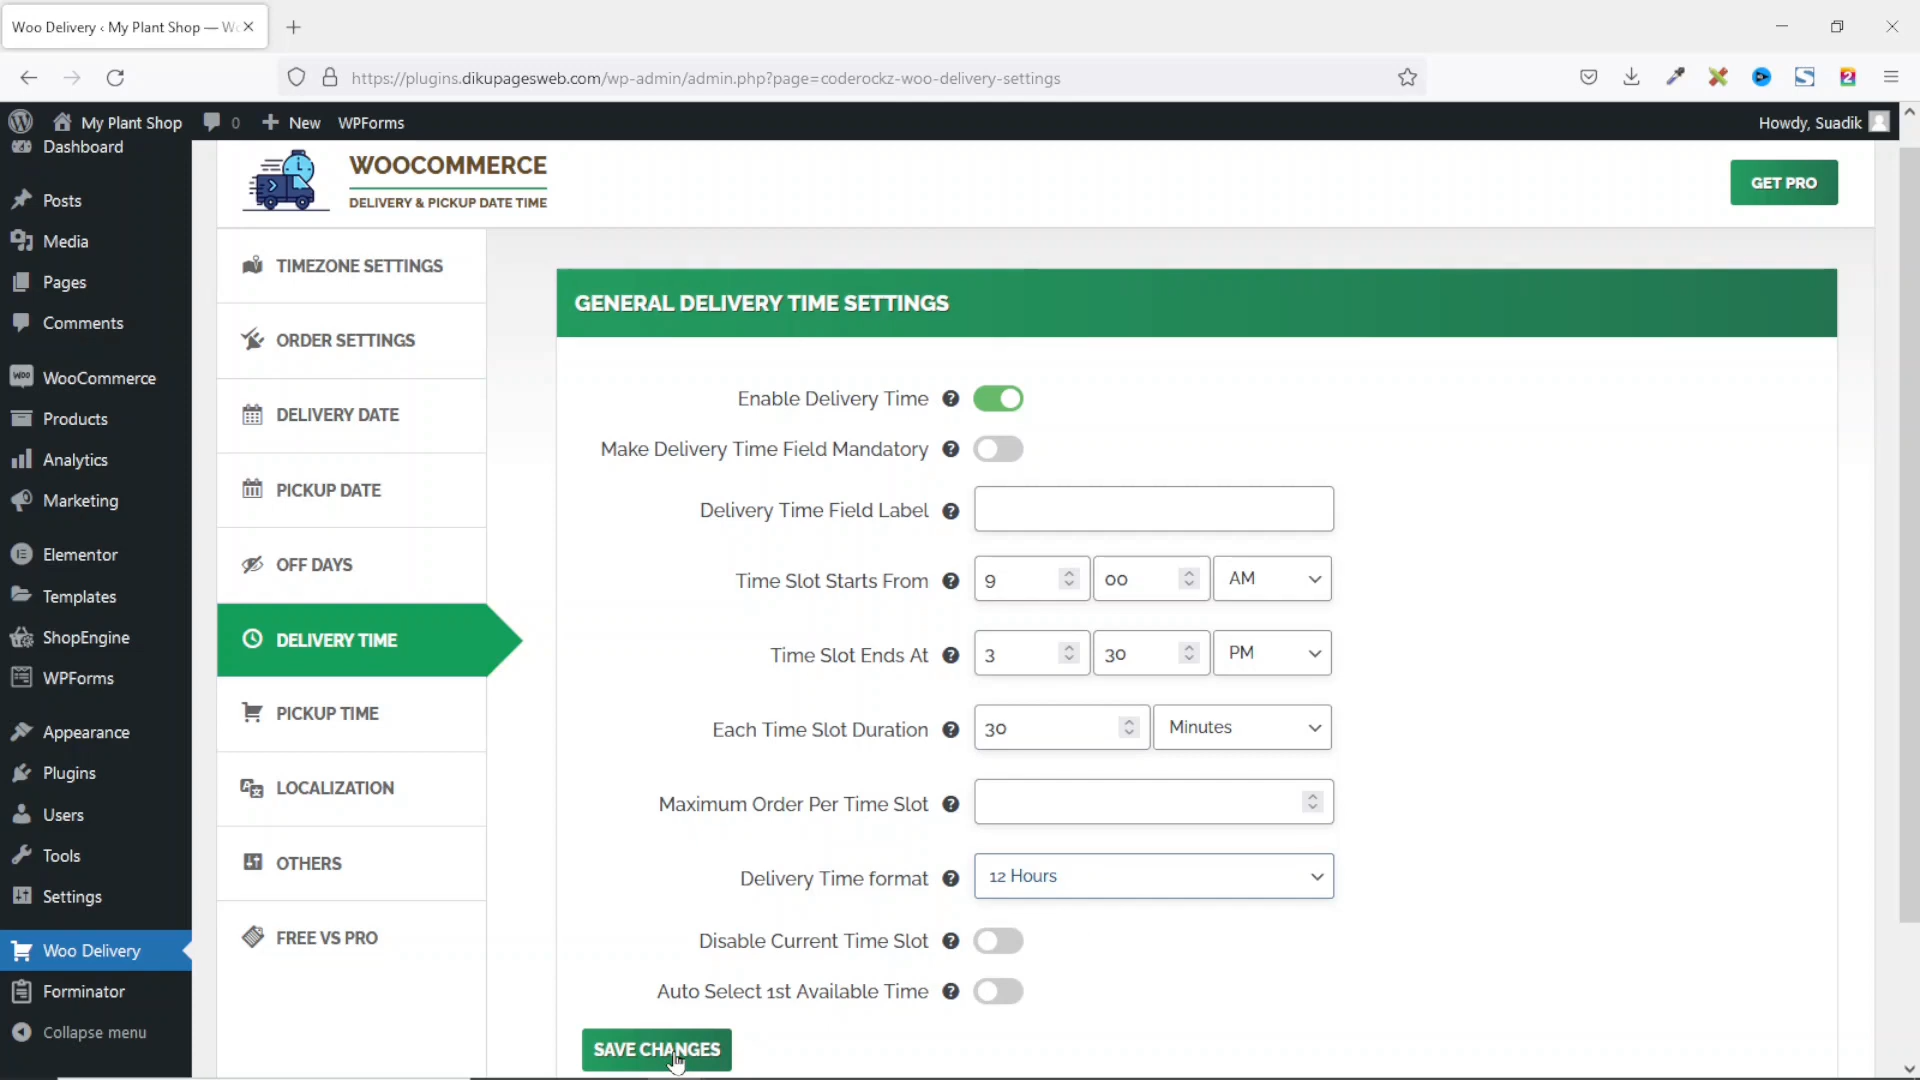 Woo Delivery ‹ My Plant Shop — Wo
https://plugins.dikupagesweb.com/wp-admin/admin.php?page=coderockz-woo-delivery-settings
My Plant Shop
0
New
WPForms
Howdy, Suadik
Dashboard
Posts
Media
Pages
Comments
WooCommerce
Products
Analytics
Marketing
Elementor
Templates
ShopEngine
WPForms
Appearance
Plugins
Users
Tools
Settings
Woo Delivery
Forminator
Collapse menu
WOOCOMMERCE
DELIVERY & PICKUP DATE TIME
GET PRO
TIMEZONE SETTINGS
ORDER SETTINGS
DELIVERY DATE
PICKUP DATE
OFF DAYS
DELIVERY TIME
PICKUP TIME
LOCALIZATION
OTHERS
FREE VS PRO
GENERAL DELIVERY TIME SETTINGS
Enable Delivery Time ?
Make Delivery Time Field Mandatory ?
Delivery Time Field Label ?
Time Slot Starts From ? 9 00 AM
Time Slot Ends At ? 3 30 PM
Each Time Slot Duration ? 30 Minutes
Maximum Order Per Time Slot ?
Delivery Time format ? 12 Hours
Disable Current Time Slot ?
Auto Select 1st Available Time ?
SAVE CHANGES